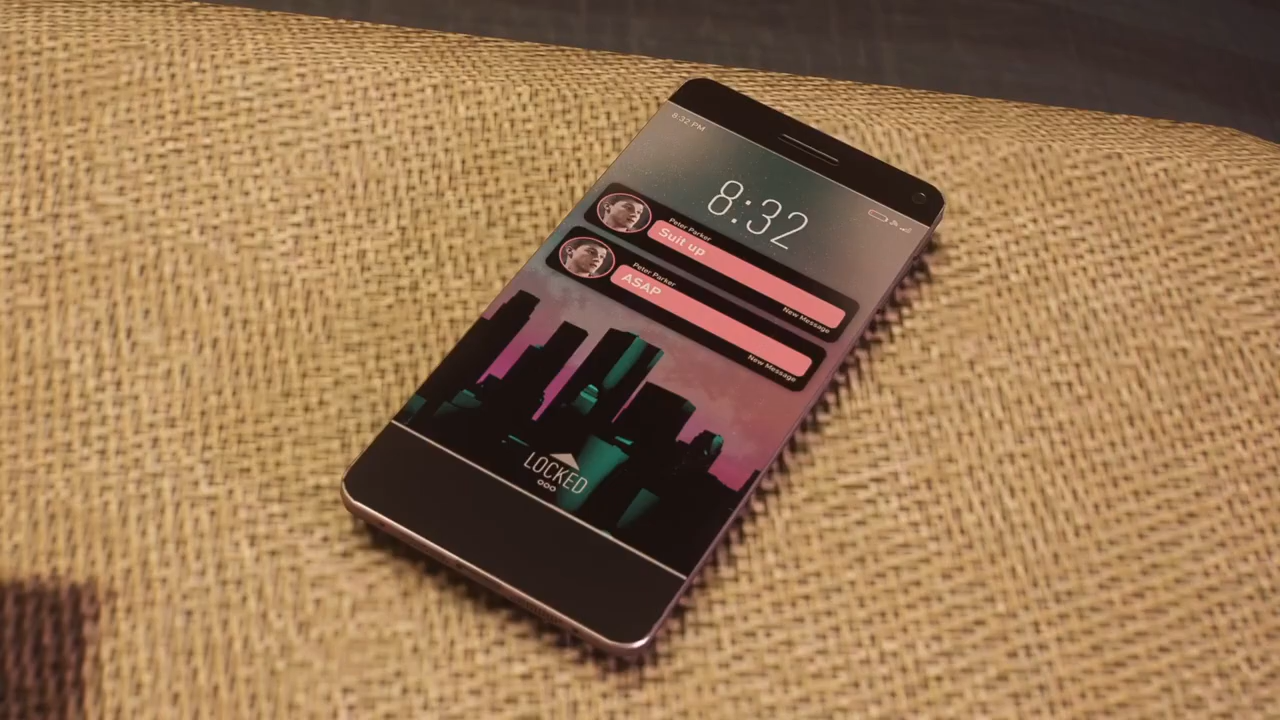 8:32 PM
8:32
Peter Parker
Suit up
New Message
Peter Parker
ASAP
New Message
LOCKED